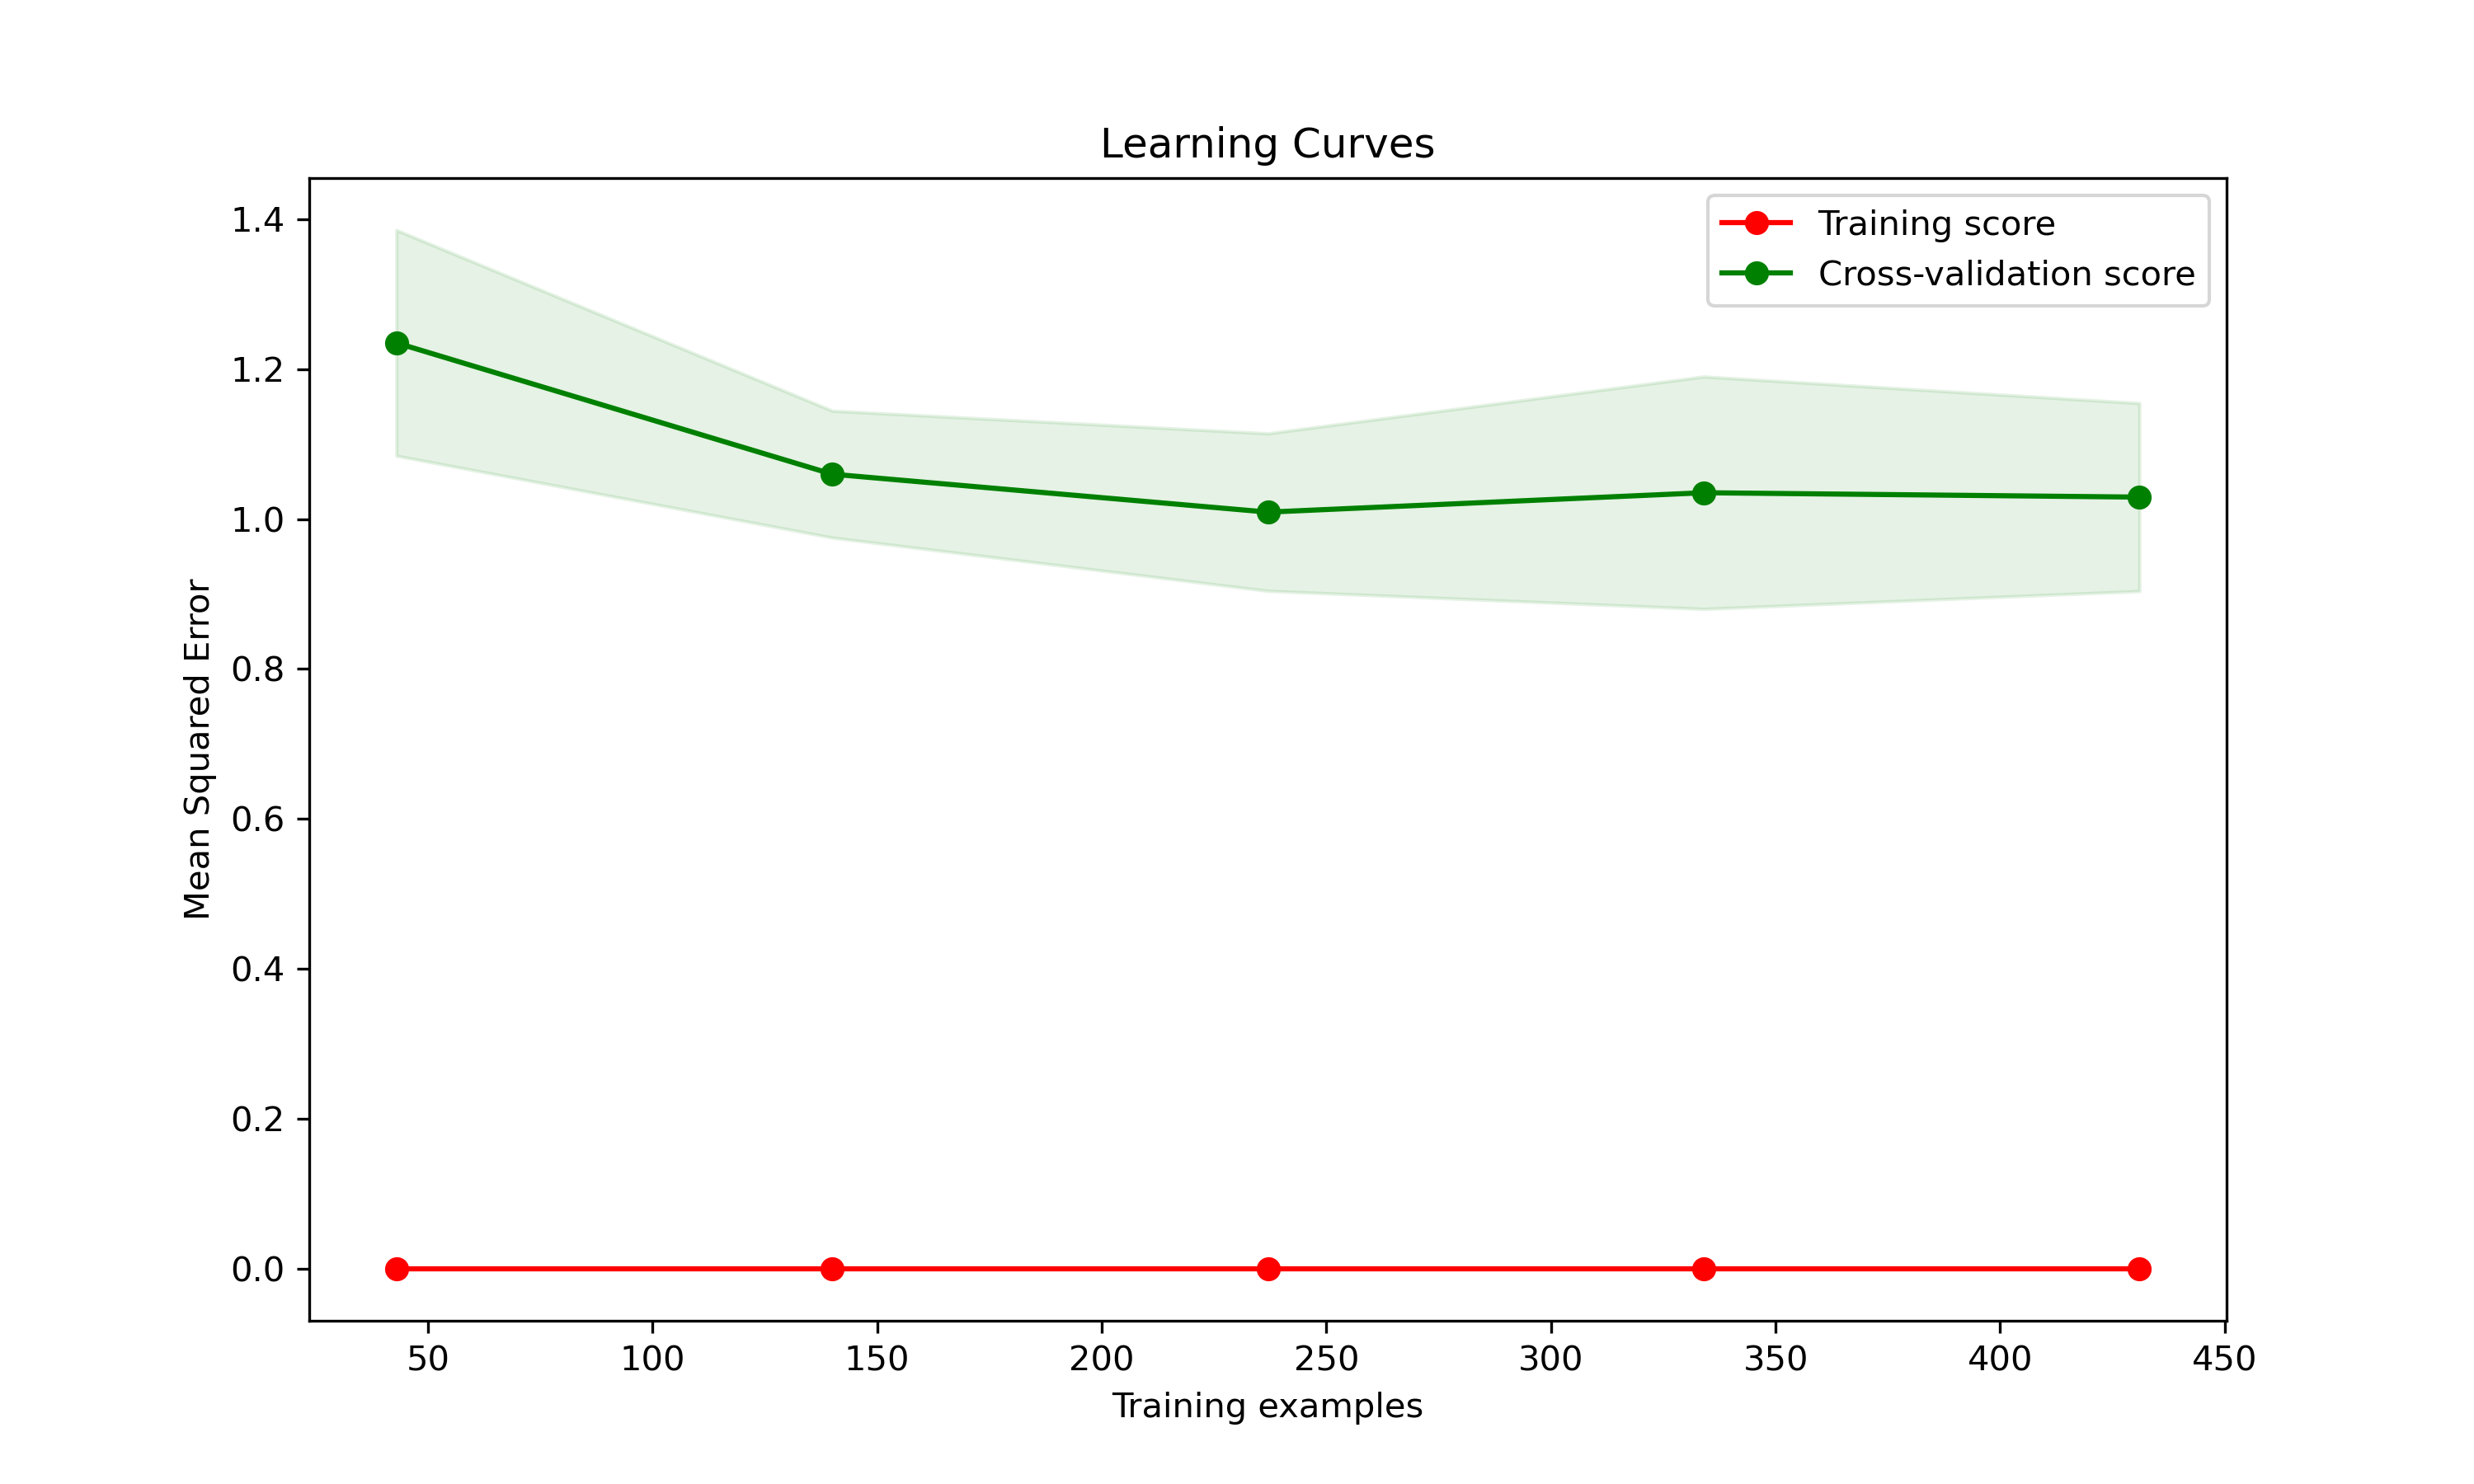 Learning Curves
Training score
Cross-validation score
1.4
1.2
1.0
0.8
0.6
0.4
0.2
0.0
Mean Squared Error
50 100 150 200 250 300 350 400 450
Training examples